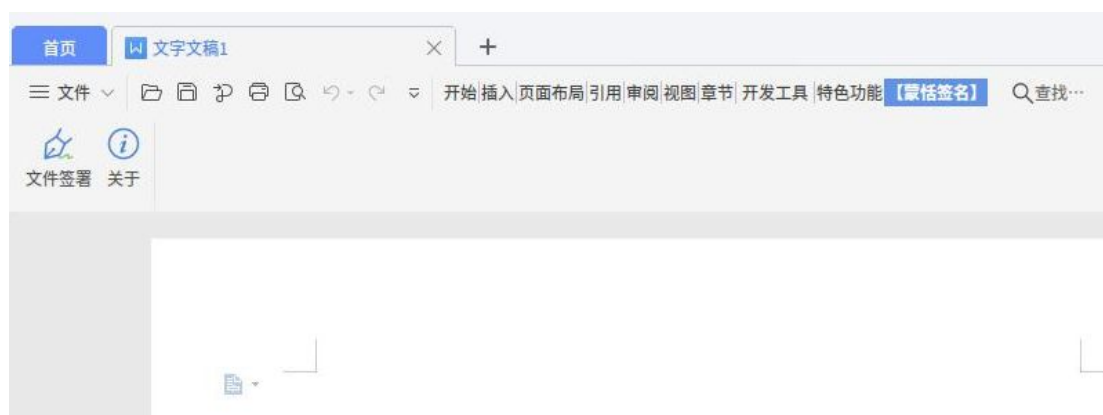 首页 W 文字文稿1
文件 开始 插入 页面布局 引用 审阅 视图 章节 开发工具 特色功能 【蒙恬签名】 查找…
文件签署 关于